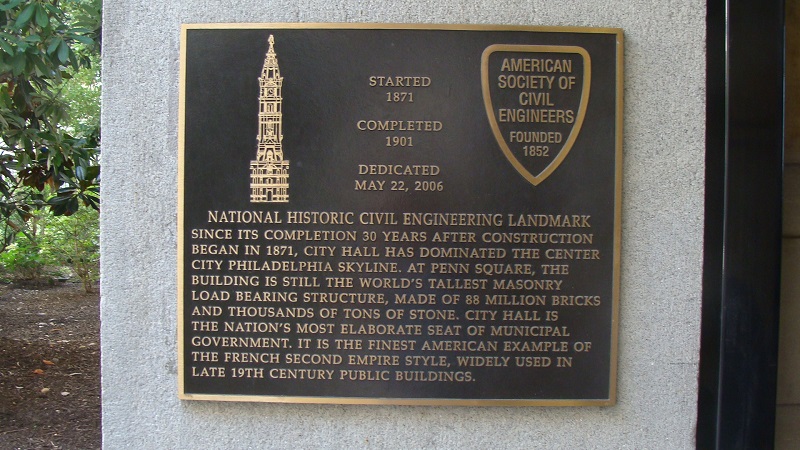 STARTED
1871
COMPLETED
1901
DEDICATED
MAY 22, 2006
AMERICAN
SOCIETY OF
CIVIL
ENGINEERS
FOUNDED
1852
NATIONAL HISTORIC CIVIL ENGINEERING LANDMARK
SINCE ITS COMPLETION 30 YEARS AFTER CONSTRUCTION
BEGAN IN 1871, CITY HALL HAS DOMINATED THE CENTER
CITY PHILADELPHIA SKYLINE. AT PENN SQUARE, THE
BUILDING IS STILL THE WORLD'S TALLEST MASONRY
LOAD BEARING STRUCTURE, MADE OF 88 MILLION BRICKS
AND THOUSANDS OF TONS OF STONE. CITY HALL IS
THE NATION'S MOST ELABORATE SEAT OF MUNICIPAL
GOVERNMENT. IT IS THE FINEST AMERICAN EXAMPLE OF
THE FRENCH SECOND EMPIRE STYLE, WIDELY USED IN
LATE 19TH CENTURY PUBLIC BUILDINGS.